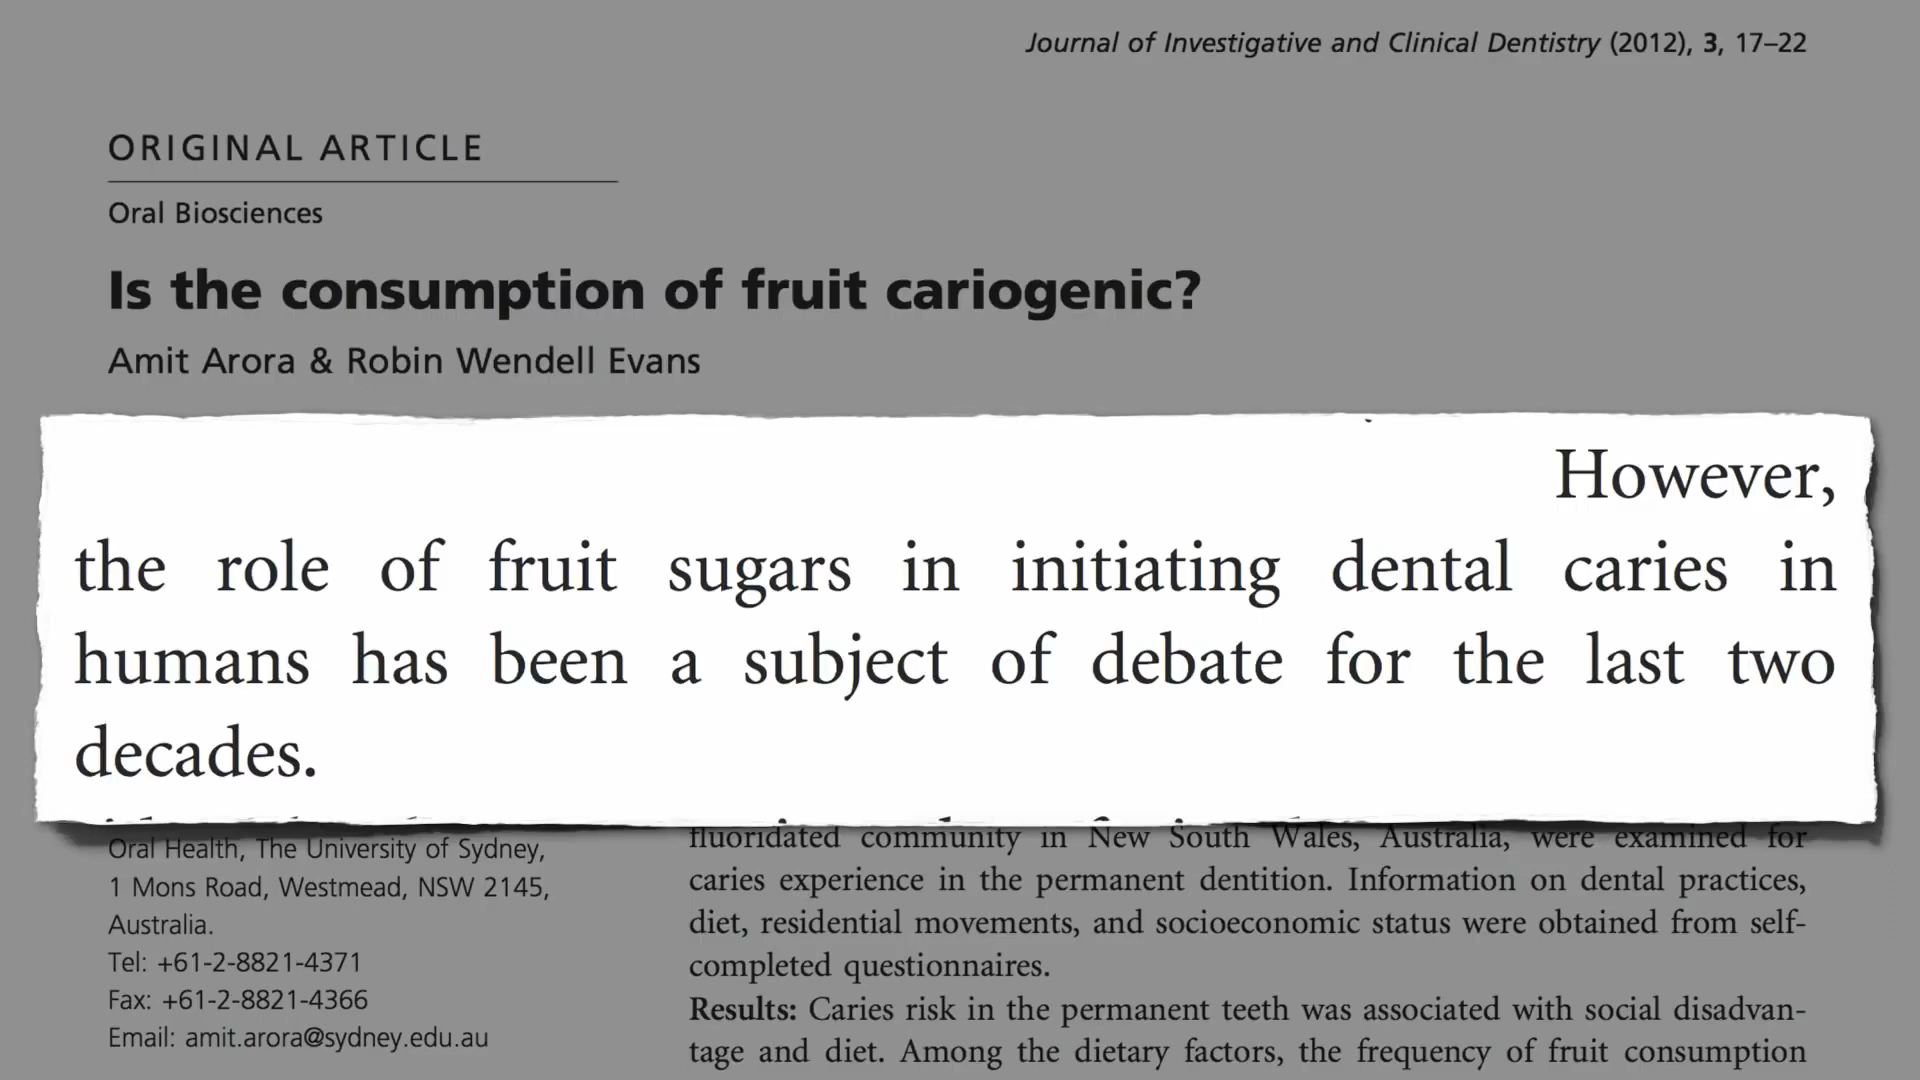 Journal of Investigative and Clinical Dentistry (2012), 3, 17–22
ORIGINAL ARTICLE
Oral Biosciences
Is the consumption of fruit cariogenic?
Amit Arora & Robin Wendell Evans
However,
the role of fruit sugars in initiating dental caries in
humans has been a subject of debate for the last two
decades.
Oral Health, The University of Sydney,
1 Mons Road, Westmead, NSW 2145,
Australia.
Tel: +61-2-8821-4371
Fax: +61-2-8821-4366
Email: amit.arora@sydney.edu.au
fluoridated community in New South Wales, Australia, were examined for
caries experience in the permanent dentition. Information on dental practices,
diet, residential movements, and socioeconomic status were obtained from self-
completed questionnaires.
Results: Caries risk in the permanent teeth was associated with social disadvan-
tage and diet. Among the dietary factors, the frequency of fruit consumption